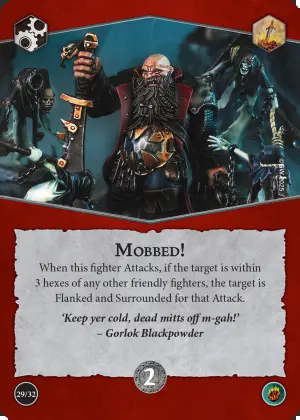 MOBBED!
When this fighter Attacks, if the target is within
3 hexes of any other friendly fighters, the target is
Flanked and Surrounded for that Attack.
‘Keep yer cold, dead mitts off m-gah!’
– Gorlok Blackpowder
29/32
2